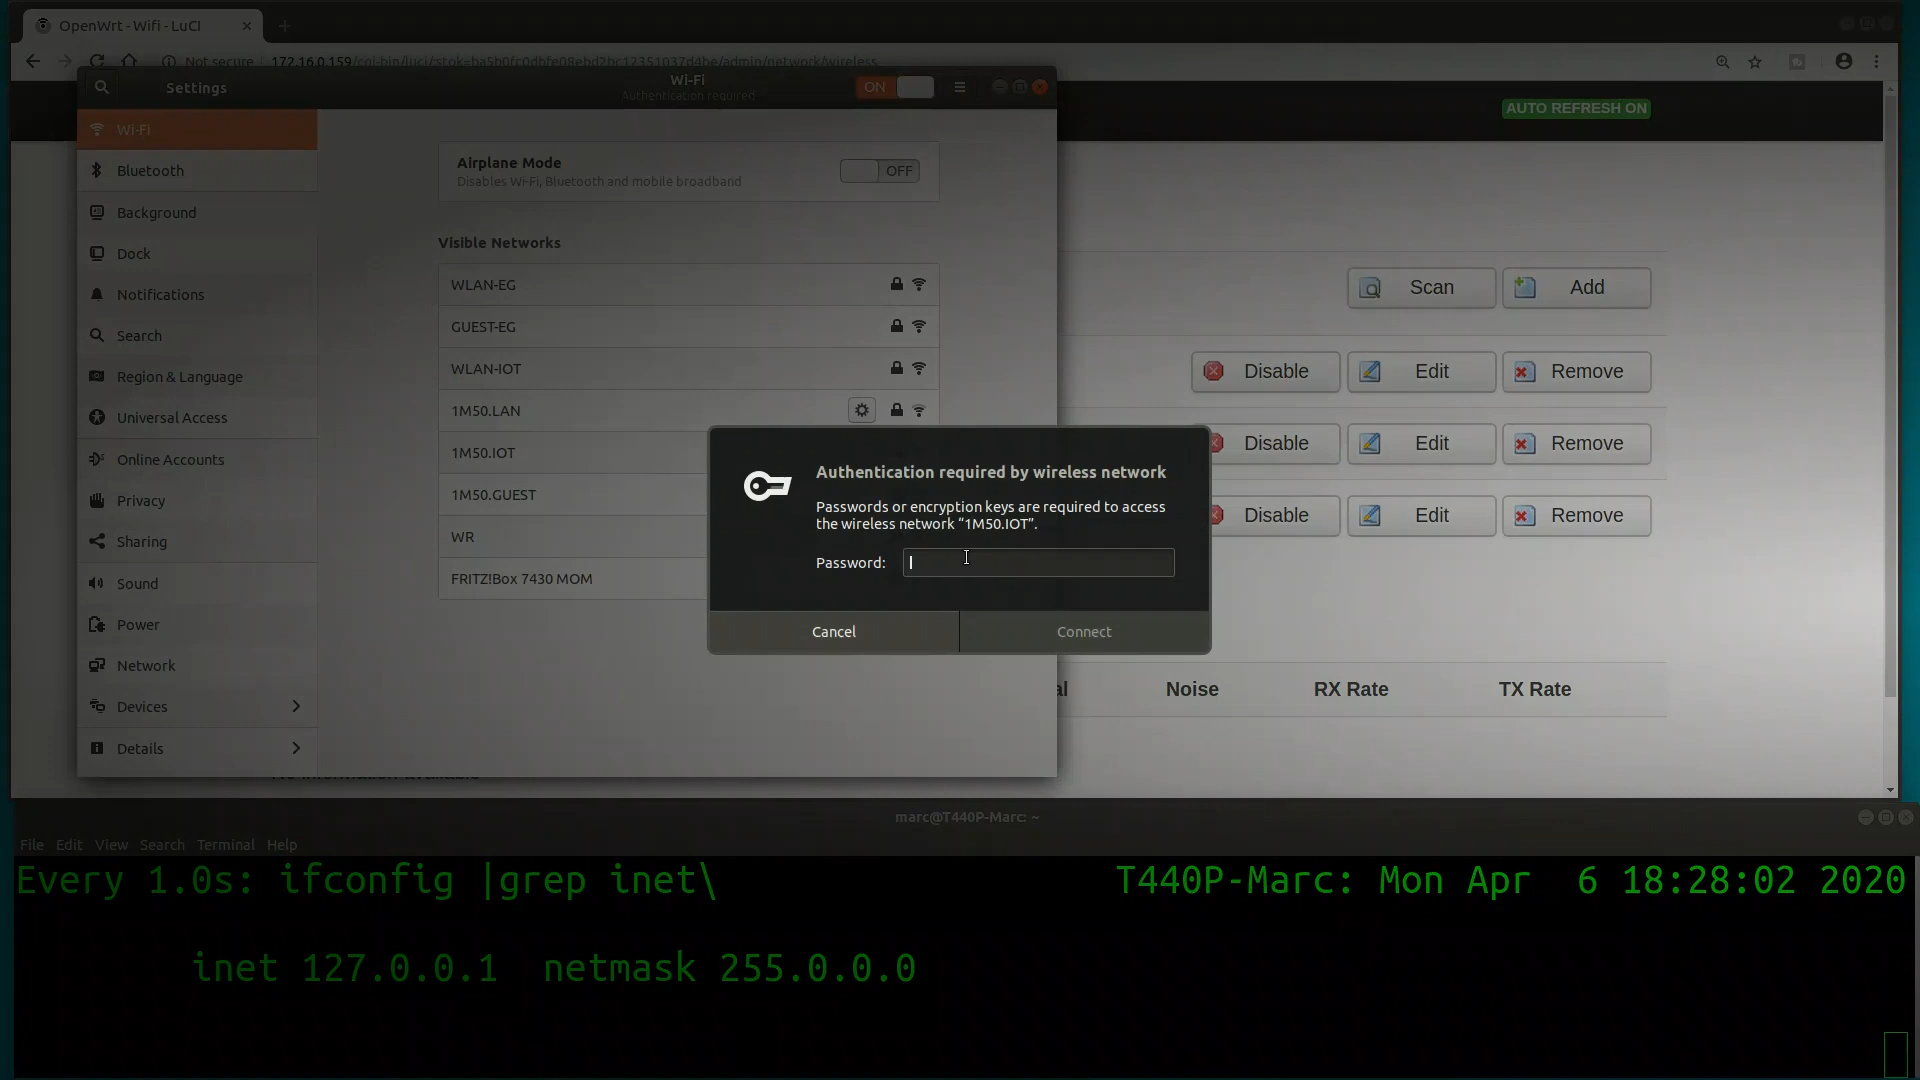 OpenWrt - Wifi - LuCI
Not secure 172.16.0.159/cgi-bin/luci/
Settings
Wi-Fi
Authentication required
ON
AUTO REFRESH ON
Wi-Fi
Bluetooth
Background
Dock
Notifications
Search
Region & Language
Universal Access
Online Accounts
Privacy
Sharing
Sound
Power
Network
Devices
Details
Airplane Mode
Disables Wi-Fi, Bluetooth and mobile broadband
OFF
Visible Networks
WLAN-EG
GUEST-EG
WLAN-IOT
1M50.LAN
1M50.IOT
1M50.GUEST
WR
FRITZ!Box 7430 MOM
Scan Add
Disable Edit Remove
Disable Edit Remove
Disable Edit Remove
Noise RX Rate TX Rate
Authentication required by wireless network
Passwords or encryption keys are required to access
the wireless network “1M50.IOT”.
Password:
Cancel Connect
marc@T440P-Marc: ~
File Edit View Search Terminal Help
Every 1.0s: ifconfig |grep inet\ T440P-Marc: Mon Apr 6 18:28:02 2020
inet 127.0.0.1 netmask 255.0.0.0